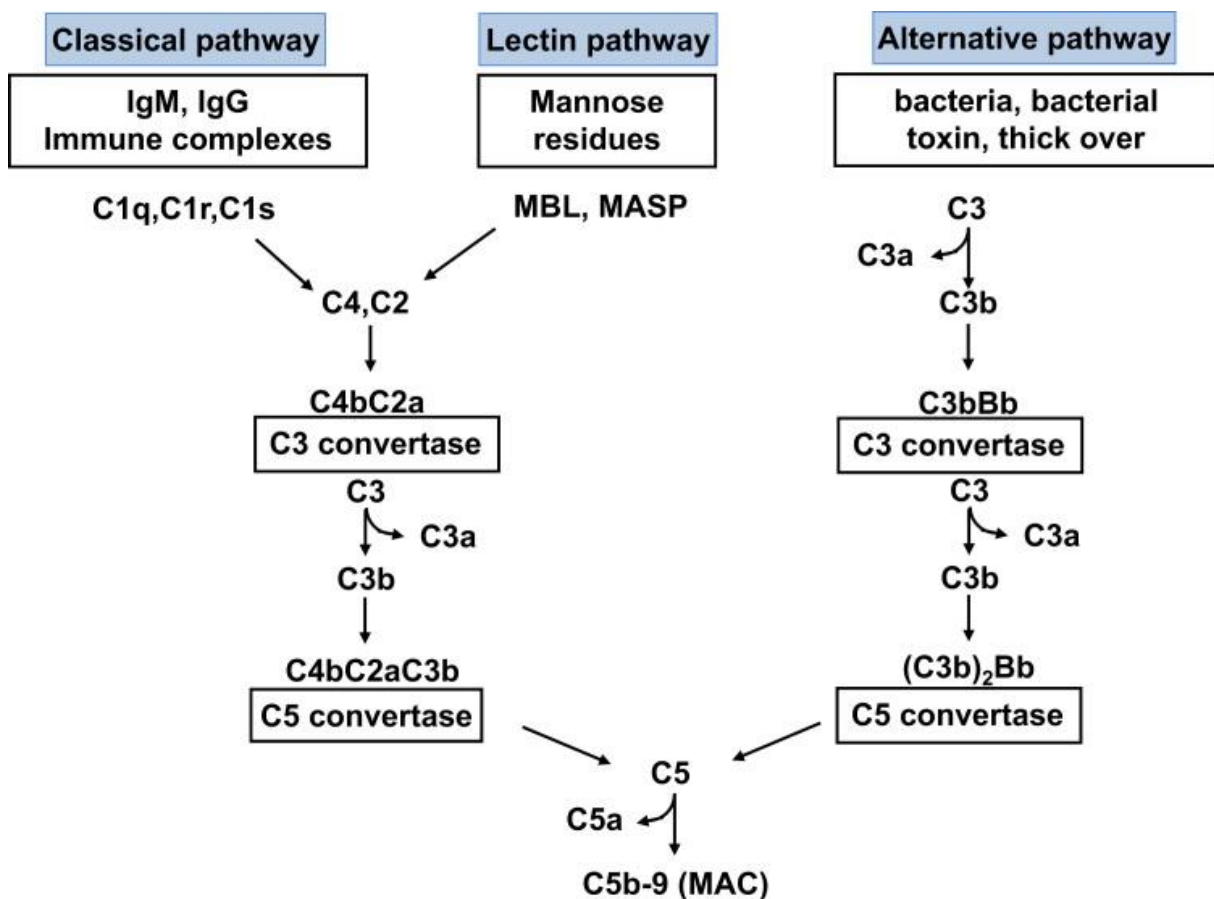 Classical pathway
Lectin pathway
Alternative pathway
IgM, IgG
Immune complexes
Mannose
residues
bacteria, bacterial
toxin, thick over
C1q,C1r,C1s
MBL, MASP
C3
C3a
C3b
C4,C2
C4bC2a
C3 convertase
C3
C3a
C3b
C4bC2aC3b
C5 convertase
C3bBb
C3 convertase
C3
C3a
C3b
(C3b)₂Bb
C5 convertase
C5
C5a
C5b-9 (MAC)